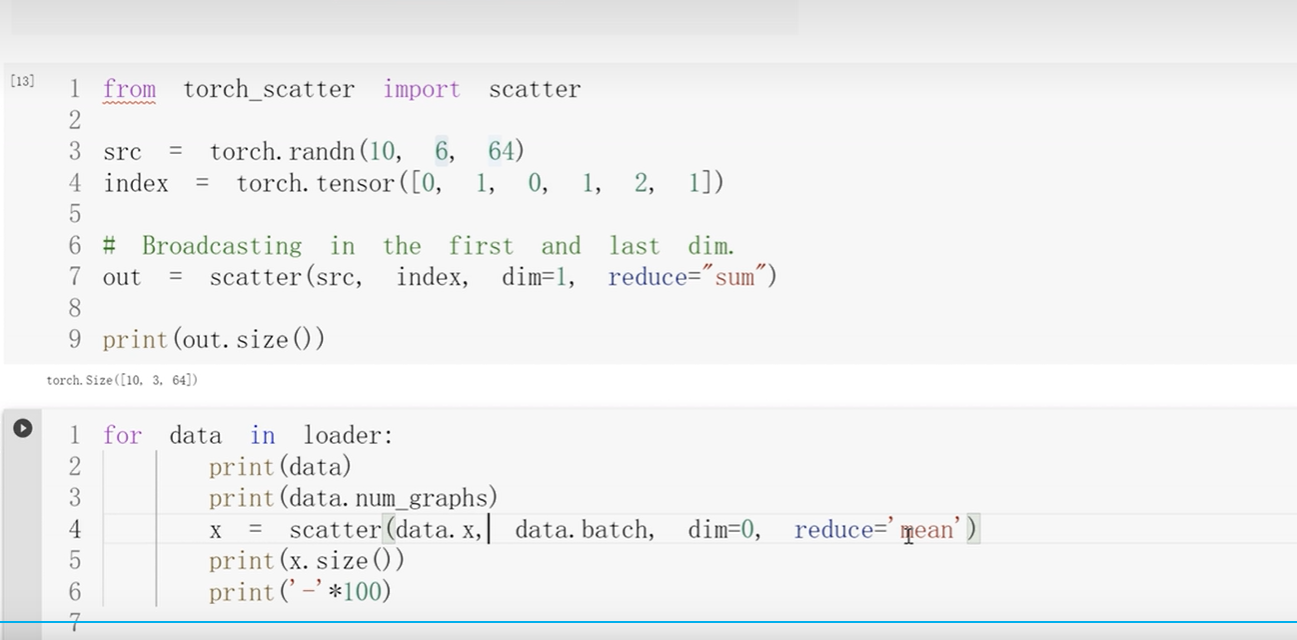 [13]
1 from torch_scatter import scatter
2
3 src = torch.randn(10, 6, 64)
4 index = torch.tensor([0, 1, 0, 1, 2, 1])
5
6 # Broadcasting in the first and last dim.
7 out = scatter(src, index, dim=1, reduce="sum")
8
9 print(out.size())
torch.Size([10, 3, 64])
1 for data in loader:
2 print(data)
3 print(data.num_graphs)
4 x = scatter(data.x, data.batch, dim=0, reduce='mean')
5 print(x.size())
6 print('-'*100)
7